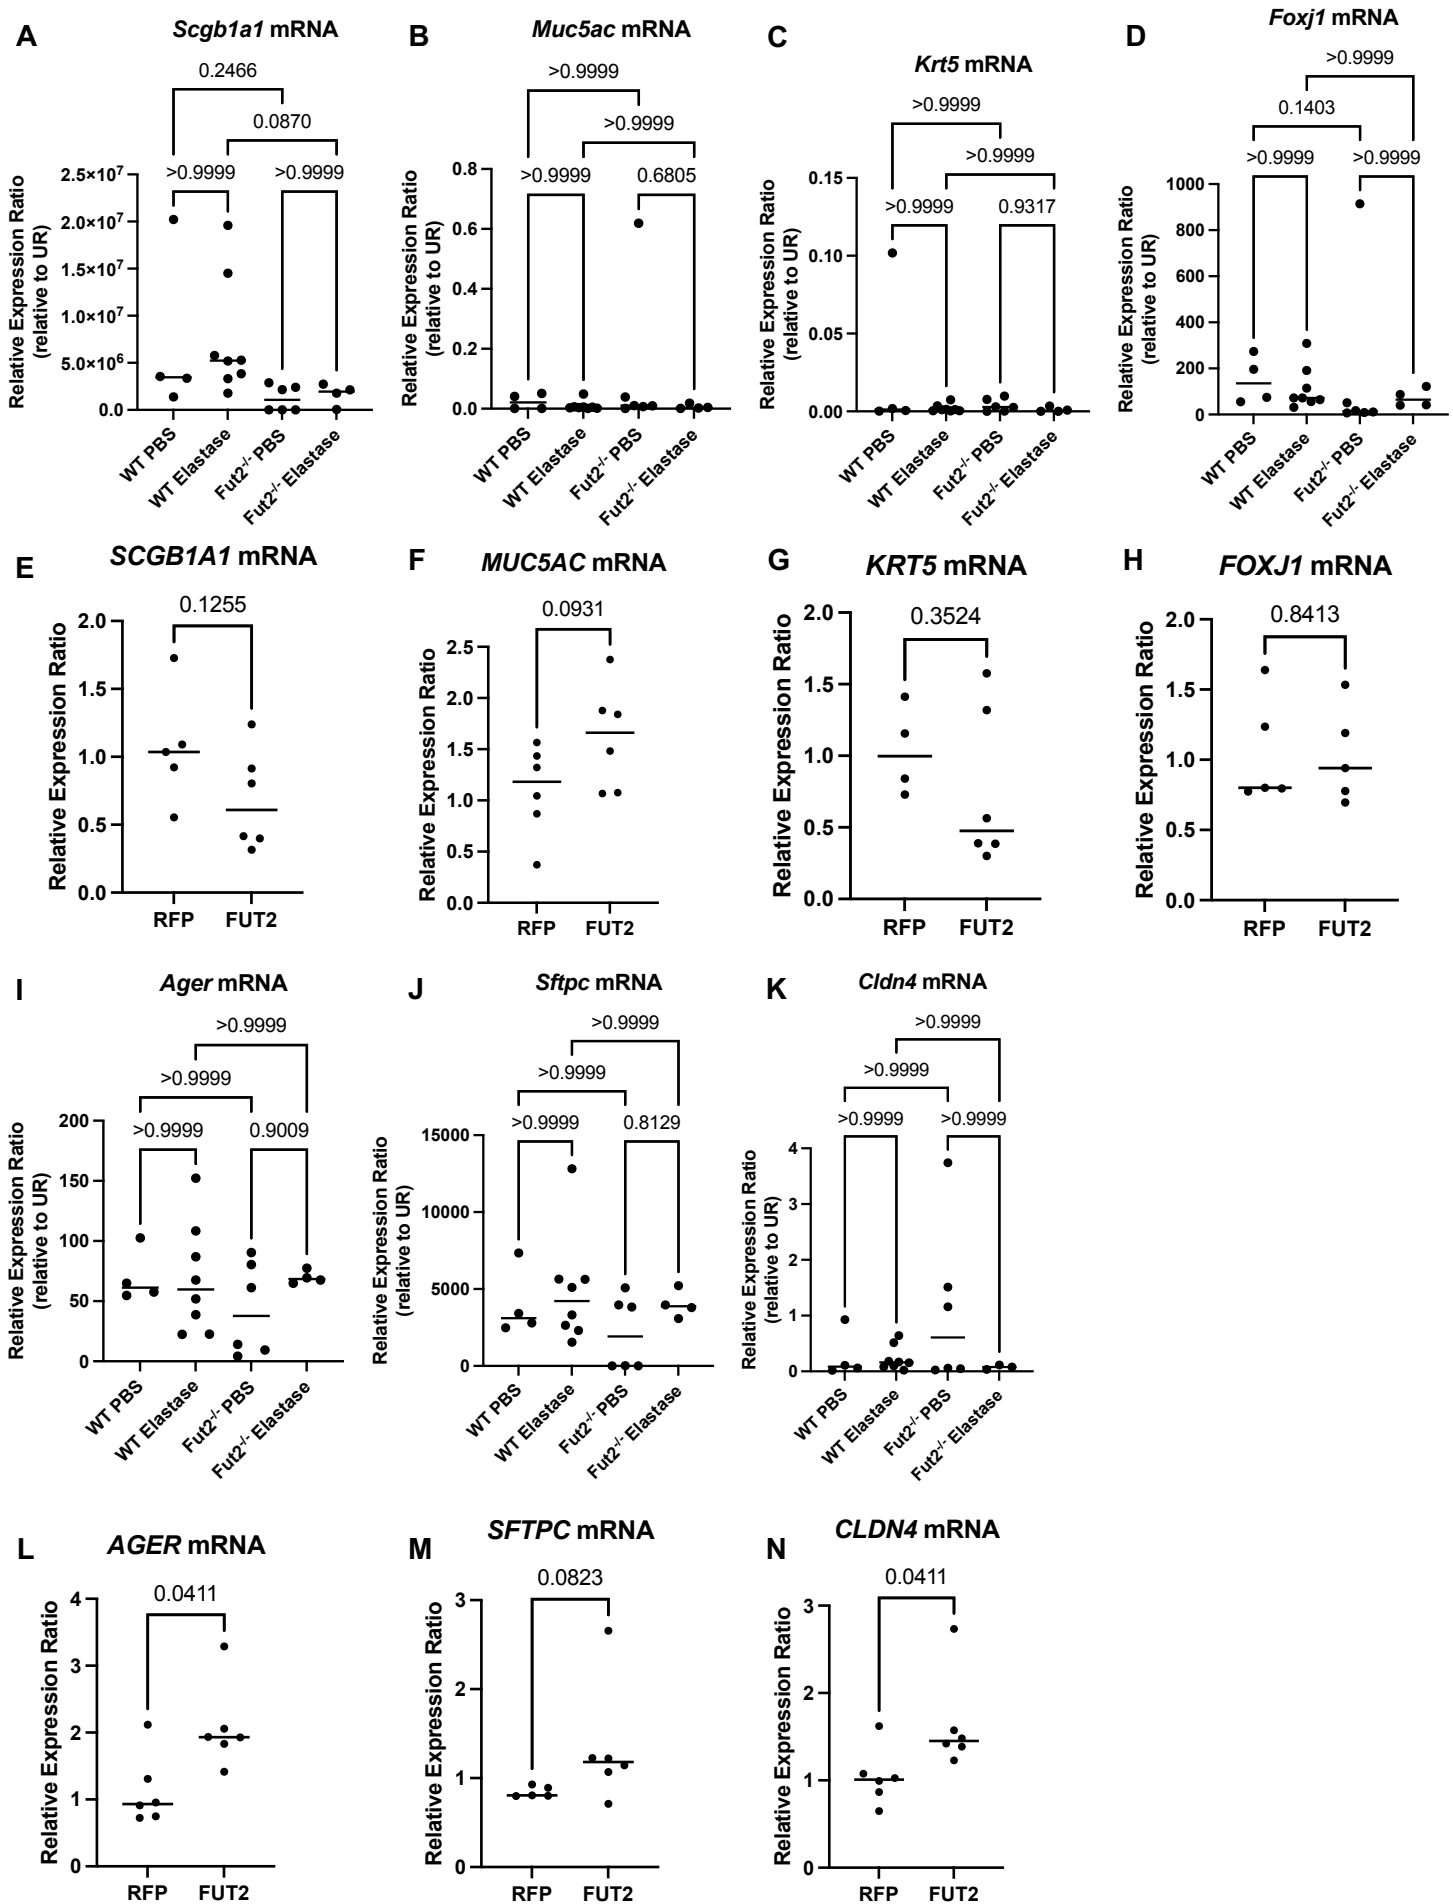 A
Scgb1a1 mRNA
0.2466
0.0870
>0.9999
>0.9999
Relative Expression Ratio
(relative to UR)
2.5×10⁷
2.0×10⁷
1.5×10⁷
1.0×10⁷
5.0×10⁶
0.0
WT PBS
WT Elastase
Fut2⁻/⁻ PBS
Fut2⁻/⁻ Elastase
B
Muc5ac mRNA
>0.9999
>0.9999
>0.9999
0.6805
Relative Expression Ratio
(relative to UR)
0.8
0.6
0.4
0.2
0.0
WT PBS
WT Elastase
Fut2⁻/⁻ PBS
Fut2⁻/⁻ Elastase
C
Krt5 mRNA
>0.9999
>0.9999
>0.9999
0.9317
Relative Expression Ratio
(relative to UR)
0.15
0.10
0.05
0.00
WT PBS
WT Elastase
Fut2⁻/⁻ PBS
Fut2⁻/⁻ Elastase
D
Foxj1 mRNA
>0.9999
0.1403
>0.9999
>0.9999
Relative Expression Ratio
(relative to UR)
1000
800
600
400
200
0
WT PBS
WT Elastase
Fut2⁻/⁻ PBS
Fut2⁻/⁻ Elastase
E
SCGB1A1 mRNA
0.1255
Relative Expression Ratio
2.0
1.5
1.0
0.5
0.0
RFP
FUT2
F
MUC5AC mRNA
0.0931
Relative Expression Ratio
2.5
2.0
1.5
1.0
0.5
0.0
RFP
FUT2
G
KRT5 mRNA
0.3524
Relative Expression Ratio
2.0
1.5
1.0
0.5
0.0
RFP
FUT2
H
FOXJ1 mRNA
0.8413
Relative Expression Ratio
2.0
1.5
1.0
0.5
0.0
RFP
FUT2
I
Ager mRNA
>0.9999
>0.9999
>0.9999
0.9009
Relative Expression Ratio
(relative to UR)
200
150
100
50
0
WT PBS
WT Elastase
Fut2⁻/⁻ PBS
Fut2⁻/⁻ Elastase
J
Sftpc mRNA
>0.9999
>0.9999
>0.9999
0.8129
Relative Expression Ratio
(relative to UR)
15000
10000
5000
0
WT PBS
WT Elastase
Fut2⁻/⁻ PBS
Fut2⁻/⁻ Elastase
K
Cldn4 mRNA
>0.9999
>0.9999
>0.9999
>0.9999
Relative Expression Ratio
(relative to UR)
4
3
2
1
0
WT PBS
WT Elastase
Fut2⁻/⁻ PBS
Fut2⁻/⁻ Elastase
L
AGER mRNA
0.0411
Relative Expression Ratio
4
3
2
1
0
RFP
FUT2
M
SFTPC mRNA
0.0823
Relative Expression Ratio
3
2
1
0
RFP
FUT2
N
CLDN4 mRNA
0.0411
Relative Expression Ratio
3
2
1
0
RFP
FUT2